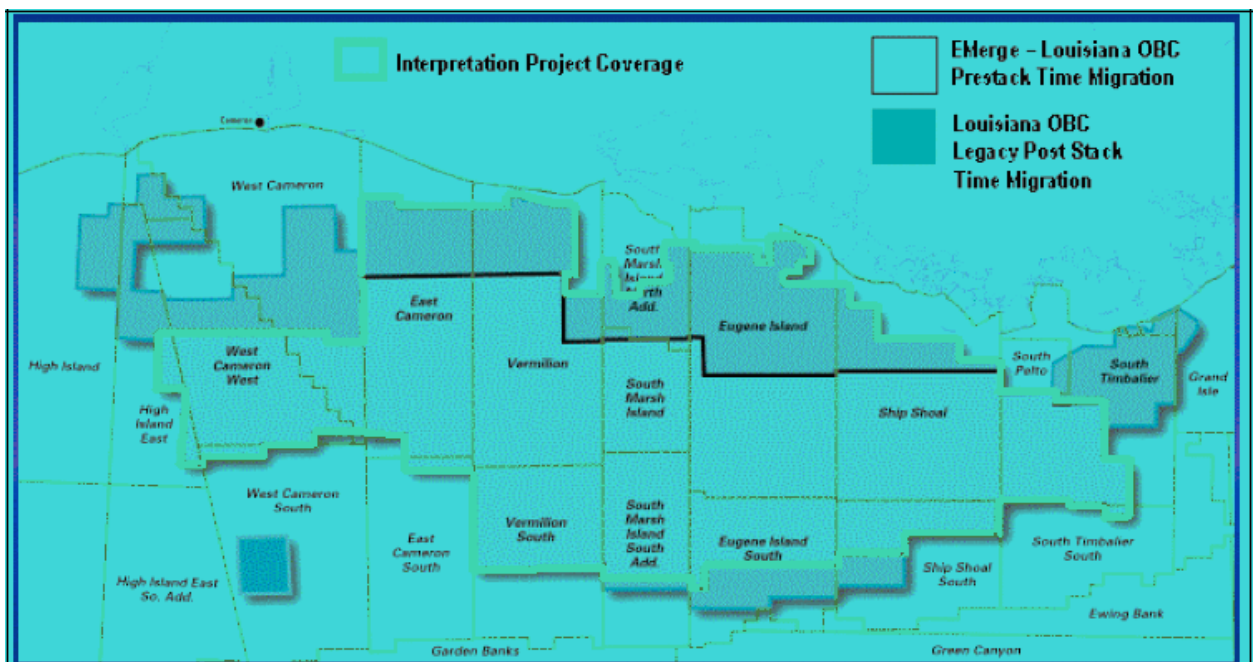 Interpretation Project Coverage
EMerge – Louisiana OBC
Prestack Time Migration
Louisiana OBC
Legacy Post Stack
Time Migration
Cameron
West Cameron
South
Marsh
Island
North
Add.
East
Cameron
Eugene Island
West
Cameron
West
Vermilion
High Island
South
Pelto
South
Timbalier
Grand
Isle
High
Island
East
South
Marsh
Island
Ship Shoal
West Cameron
South
Vermilion
South
South
Marsh
Island
South
Add.
East
Cameron
South
Eugene Island
South
South Timbalier
South
Ship Shoal
South
High Island East
So. Add.
Ewing Bank
Garden Banks
Green Canyon